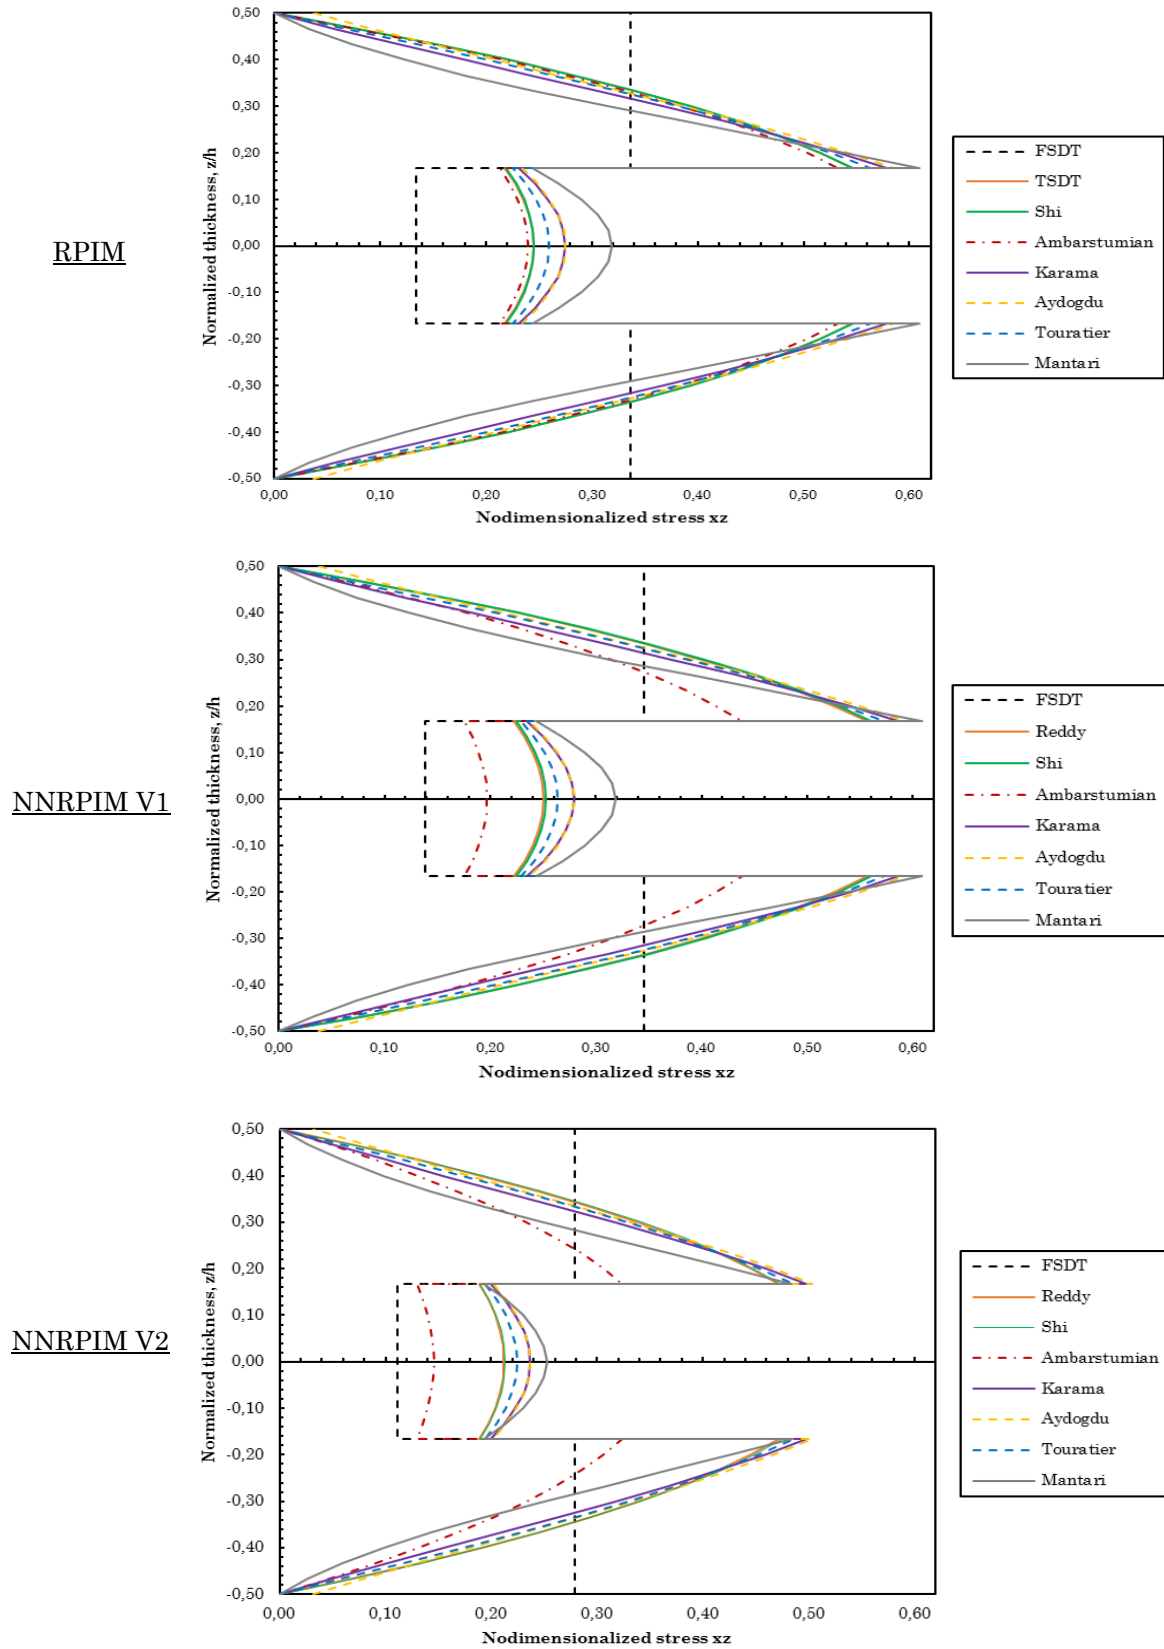 RPIM
Normalized thickness, z/h
0,50
0,40
0,30
0,20
0,10
0,00
-0,10
-0,20
-0,30
-0,40
-0,50
0,00 0,10 0,20 0,30 0,40 0,50 0,60
Nodimensionalized stress xz
FSDT
TSDT
Shi
Ambarstumian
Karama
Aydogdu
Touratier
Mantari
NNRPIM V1
Normalized thickness, z/h
0,50
0,40
0,30
0,20
0,10
0,00
-0,10
-0,20
-0,30
-0,40
-0,50
0,00 0,10 0,20 0,30 0,40 0,50 0,60
Nodimensionalized stress xz
FSDT
Reddy
Shi
Ambarstumian
Karama
Aydogdu
Touratier
Mantari
NNRPIM V2
Normalized thickness, z/h
0,50
0,40
0,30
0,20
0,10
0,00
-0,10
-0,20
-0,30
-0,40
-0,50
0,00 0,10 0,20 0,30 0,40 0,50 0,60
Nodimensionalized stress xz
FSDT
Reddy
Shi
Ambarstumian
Karama
Aydogdu
Touratier
Mantari